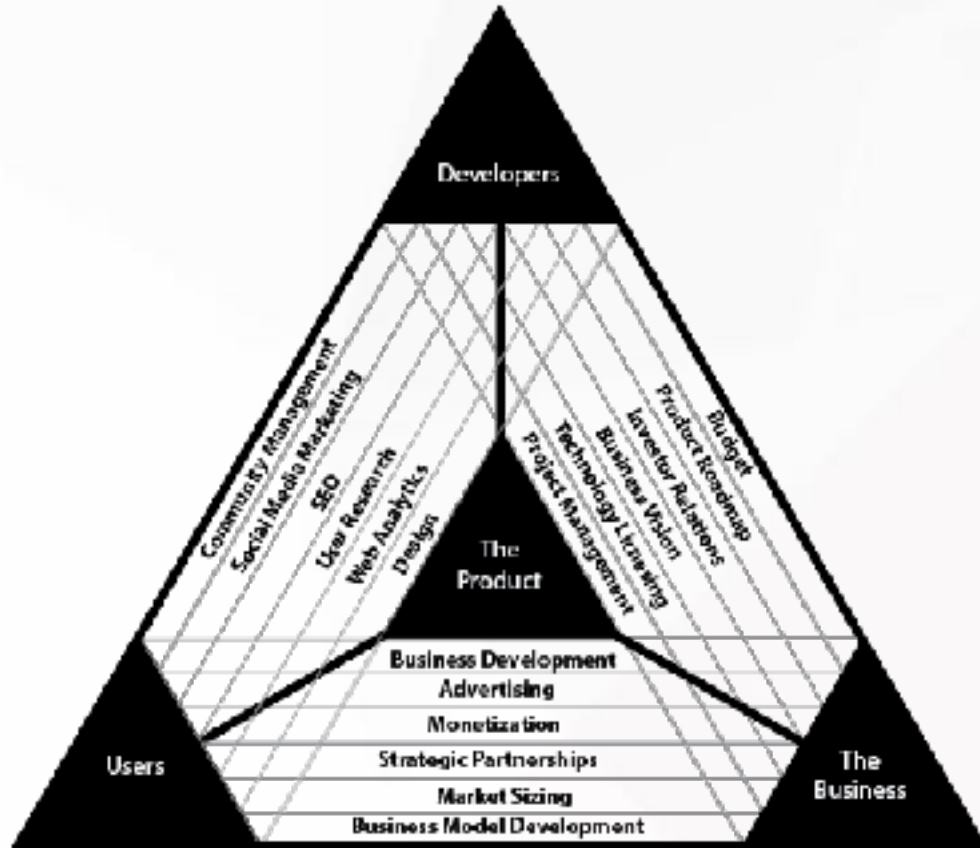 Developers
Community Management
Social Media Marketing
SEO
User Research
Web Analytics
Design
Budget
Product Roadmap
Investor Relations
Business Vision
Technology Licensing
Project Management
The
Product
Business Development
Advertising
Monetization
Strategic Partnerships
Market Sizing
Business Model Development
Users
The
Business